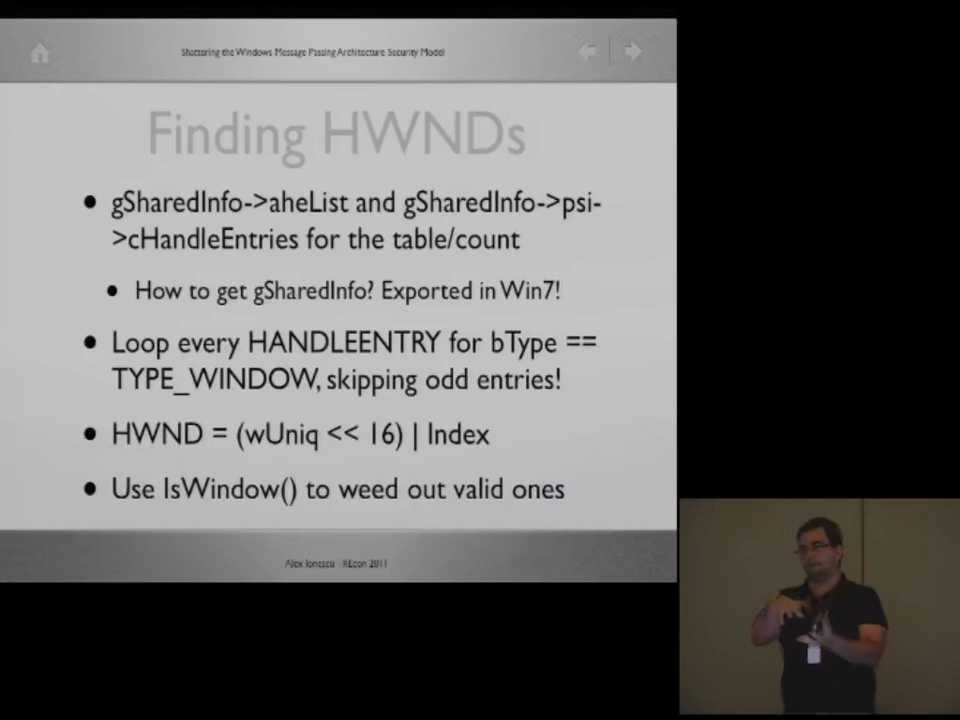 Shattering the Windows Message Passing Architecture Security Model
Finding HWNDs
• gSharedInfo->aheList and gSharedInfo->psi-
>cHandleEntries for the table/count
• How to get gSharedInfo? Exported in Win7!
• Loop every HANDLEENTRY for bType ==
TYPE_WINDOW, skipping odd entries!
• HWND = (wUniq << 16) | Index
• Use IsWindow() to weed out valid ones
Alex Ionescu - REcon 2011